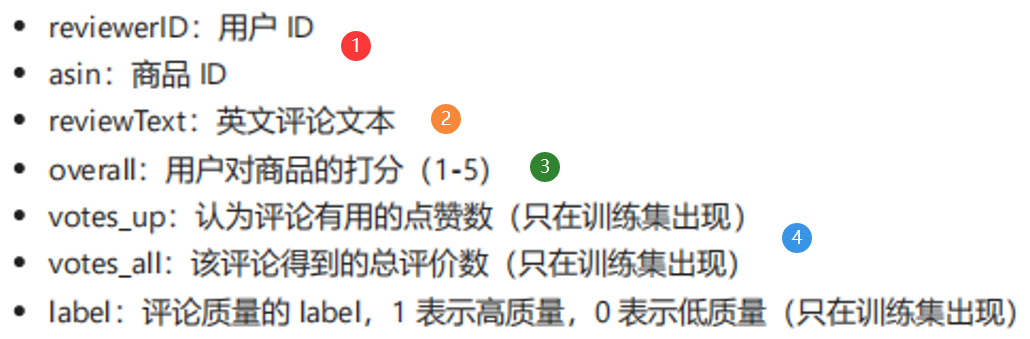 • reviewerID：用户 ID
1
• asin：商品 ID
• reviewText：英文评论文本 2
• overall：用户对商品的打分（1-5） 3
• votes_up：认为评论有用的点赞数（只在训练集出现）
4
• votes_all：该评论得到的总评价数（只在训练集出现）
• label：评论质量的 label，1 表示高质量，0 表示低质量（只在训练集出现）